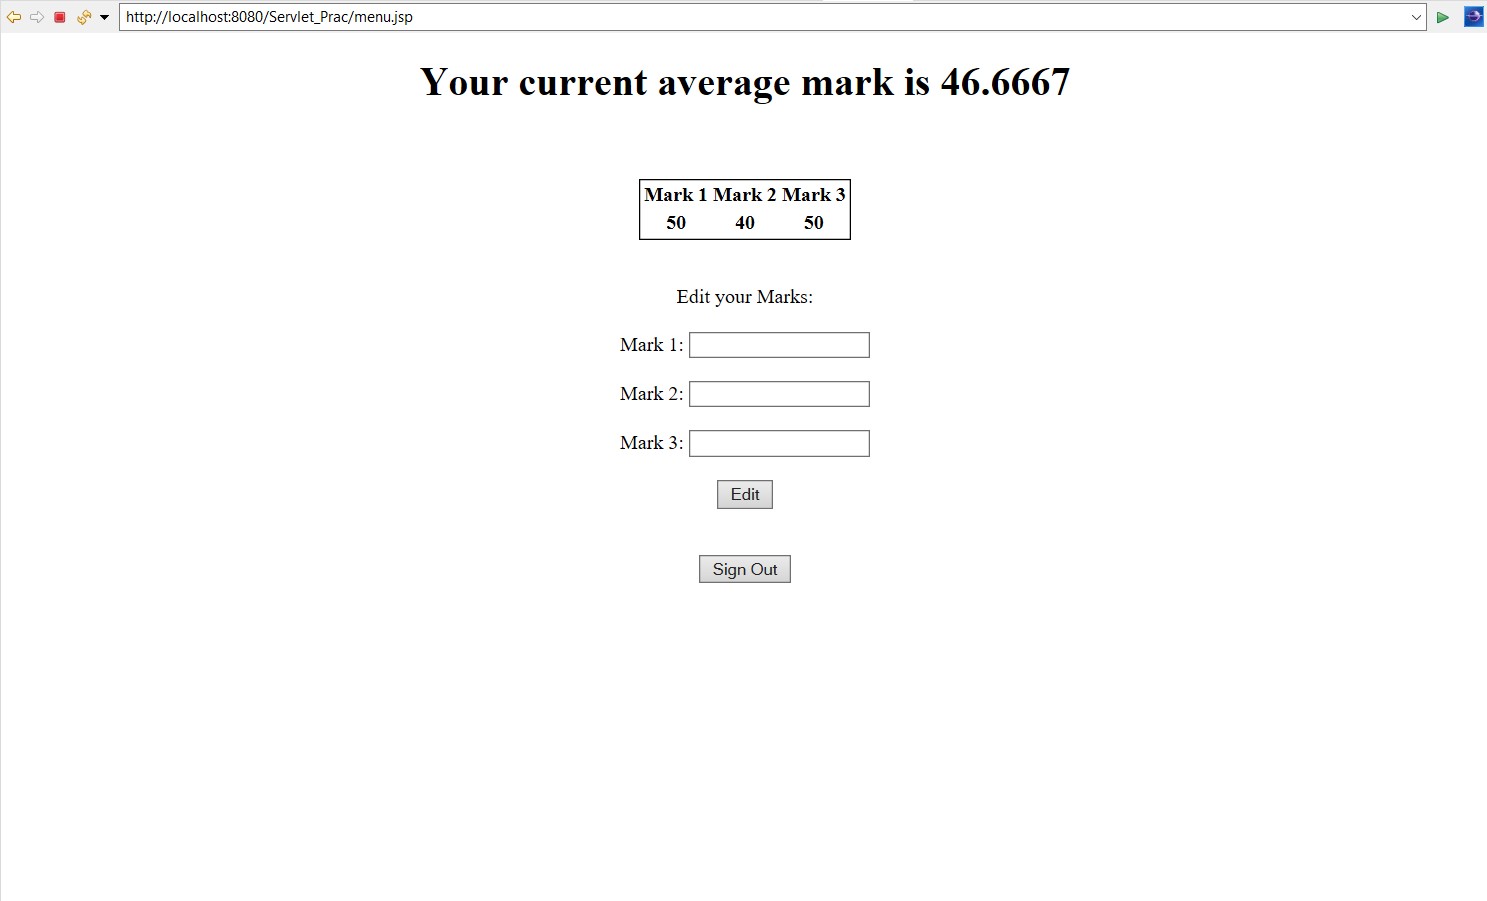 http://localhost:8080/Servlet_Prac/menu.jsp
Your current average mark is 46.6667
Mark 1 Mark 2 Mark 3
50 40 50
Edit your Marks:
Mark 1:
Mark 2:
Mark 3:
Edit
Sign Out